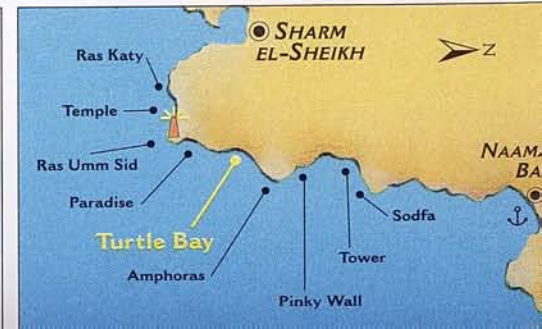 SHARM
EL-SHEIKH
Ras Katy
N
Temple
Ras Umm Sid
Paradise
Turtle Bay
Amphoras
Pinky Wall
Tower
Sodfa